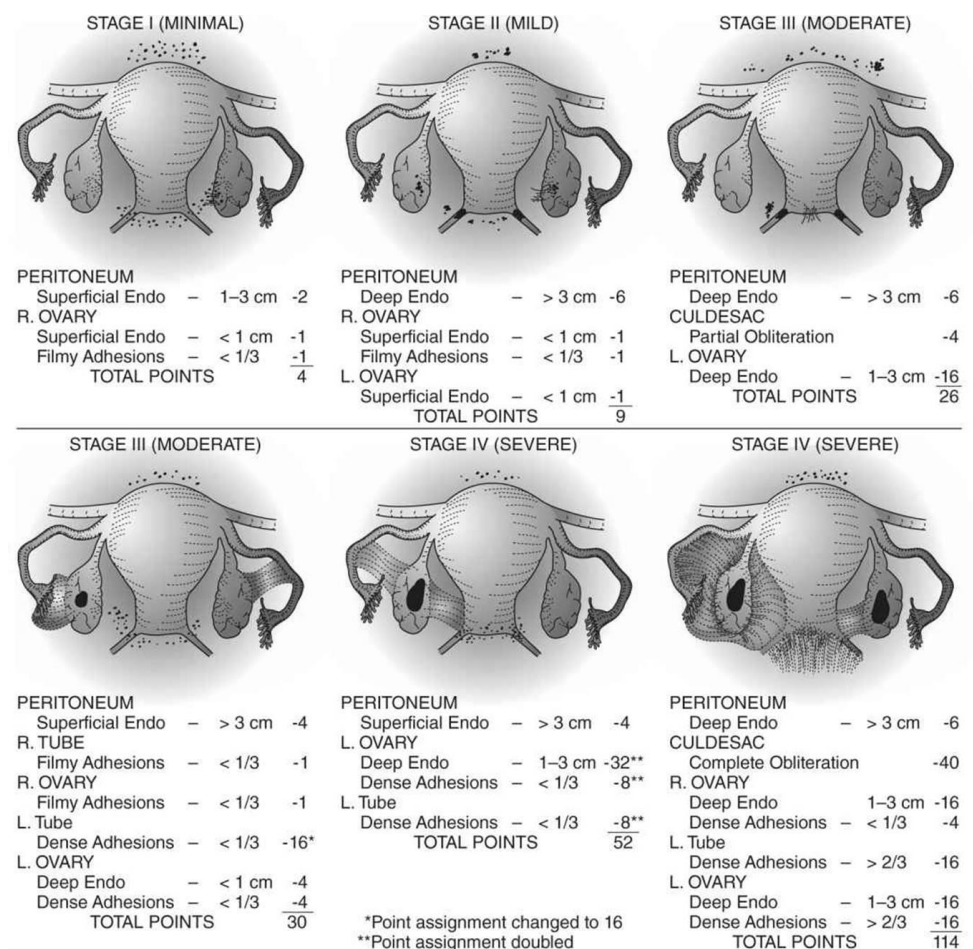 STAGE I (MINIMAL)
PERITONEUM
Superficial Endo – 1–3 cm -2
R. OVARY
Superficial Endo – < 1 cm -1
Filmy Adhesions – < 1/3 -1
TOTAL POINTS 4
STAGE II (MILD)
PERITONEUM
Deep Endo – > 3 cm -6
R. OVARY
Superficial Endo – < 1 cm -1
Filmy Adhesions – < 1/3 -1
L. OVARY
Superficial Endo – < 1 cm -1
TOTAL POINTS 9
STAGE III (MODERATE)
PERITONEUM
Deep Endo – > 3 cm -6
CULDESAC
Partial Obliteration -4
L. OVARY
Deep Endo – 1–3 cm -16
TOTAL POINTS 26
STAGE III (MODERATE)
PERITONEUM
Superficial Endo – > 3 cm -4
R. TUBE
Filmy Adhesions – < 1/3 -1
R. OVARY
Filmy Adhesions – < 1/3 -1
L. Tube
Dense Adhesions – < 1/3 -16*
L. OVARY
Deep Endo – < 1 cm -4
Dense Adhesions – < 1/3 -4
TOTAL POINTS 30
STAGE IV (SEVERE)
PERITONEUM
Superficial Endo – > 3 cm -4
L. OVARY
Deep Endo – 1–3 cm -32**
Dense Adhesions – < 1/3 -8**
L. Tube
Dense Adhesions – < 1/3 -8**
TOTAL POINTS 52
*Point assignment changed to 16
**Point assignment doubled
STAGE IV (SEVERE)
PERITONEUM
Deep Endo – > 3 cm -6
CULDESAC
Complete Obliteration -40
R. OVARY
Deep Endo 1–3 cm -16
Dense Adhesions – < 1/3 -4
L. Tube
Dense Adhesions – > 2/3 -16
L. OVARY
Deep Endo – 1–3 cm -16
Dense Adhesions – > 2/3 -16
TOTAL POINTS 114